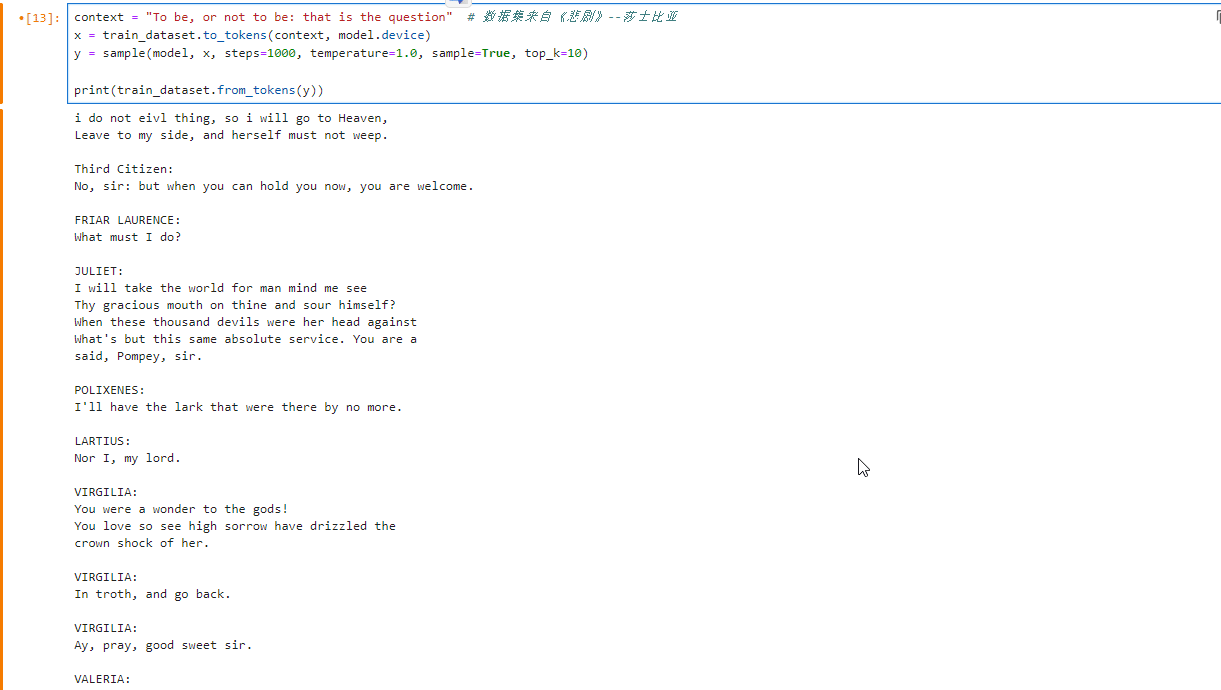 [13]: context = "To be, or not to be: that is the question"  # 数据集来自《悲剧》--莎士比亚
x = train_dataset.to_tokens(context, model.device)
y = sample(model, x, steps=1000, temperature=1.0, sample=True, top_k=10)
print(train_dataset.from_tokens(y))
i do not eivl thing, so i will go to Heaven,
Leave to my side, and herself must not weep.
Third Citizen:
No, sir: but when you can hold you now, you are welcome.
FRIAR LAURENCE:
What must I do?
JULIET:
I will take the world for man mind me see
Thy gracious mouth on thine and sour himself?
When these thousand devils were her head against
What's but this same absolute service. You are a
said, Pompey, sir.
POLIXENES:
I'll have the lark that were there by no more.
LARTIUS:
Nor I, my lord.
VIRGILIA:
You were a wonder to the gods!
You love so see high sorrow have drizzled the
crown shock of her.
VIRGILIA:
In troth, and go back.
VIRGILIA:
Ay, pray, good sweet sir.
VALERIA: